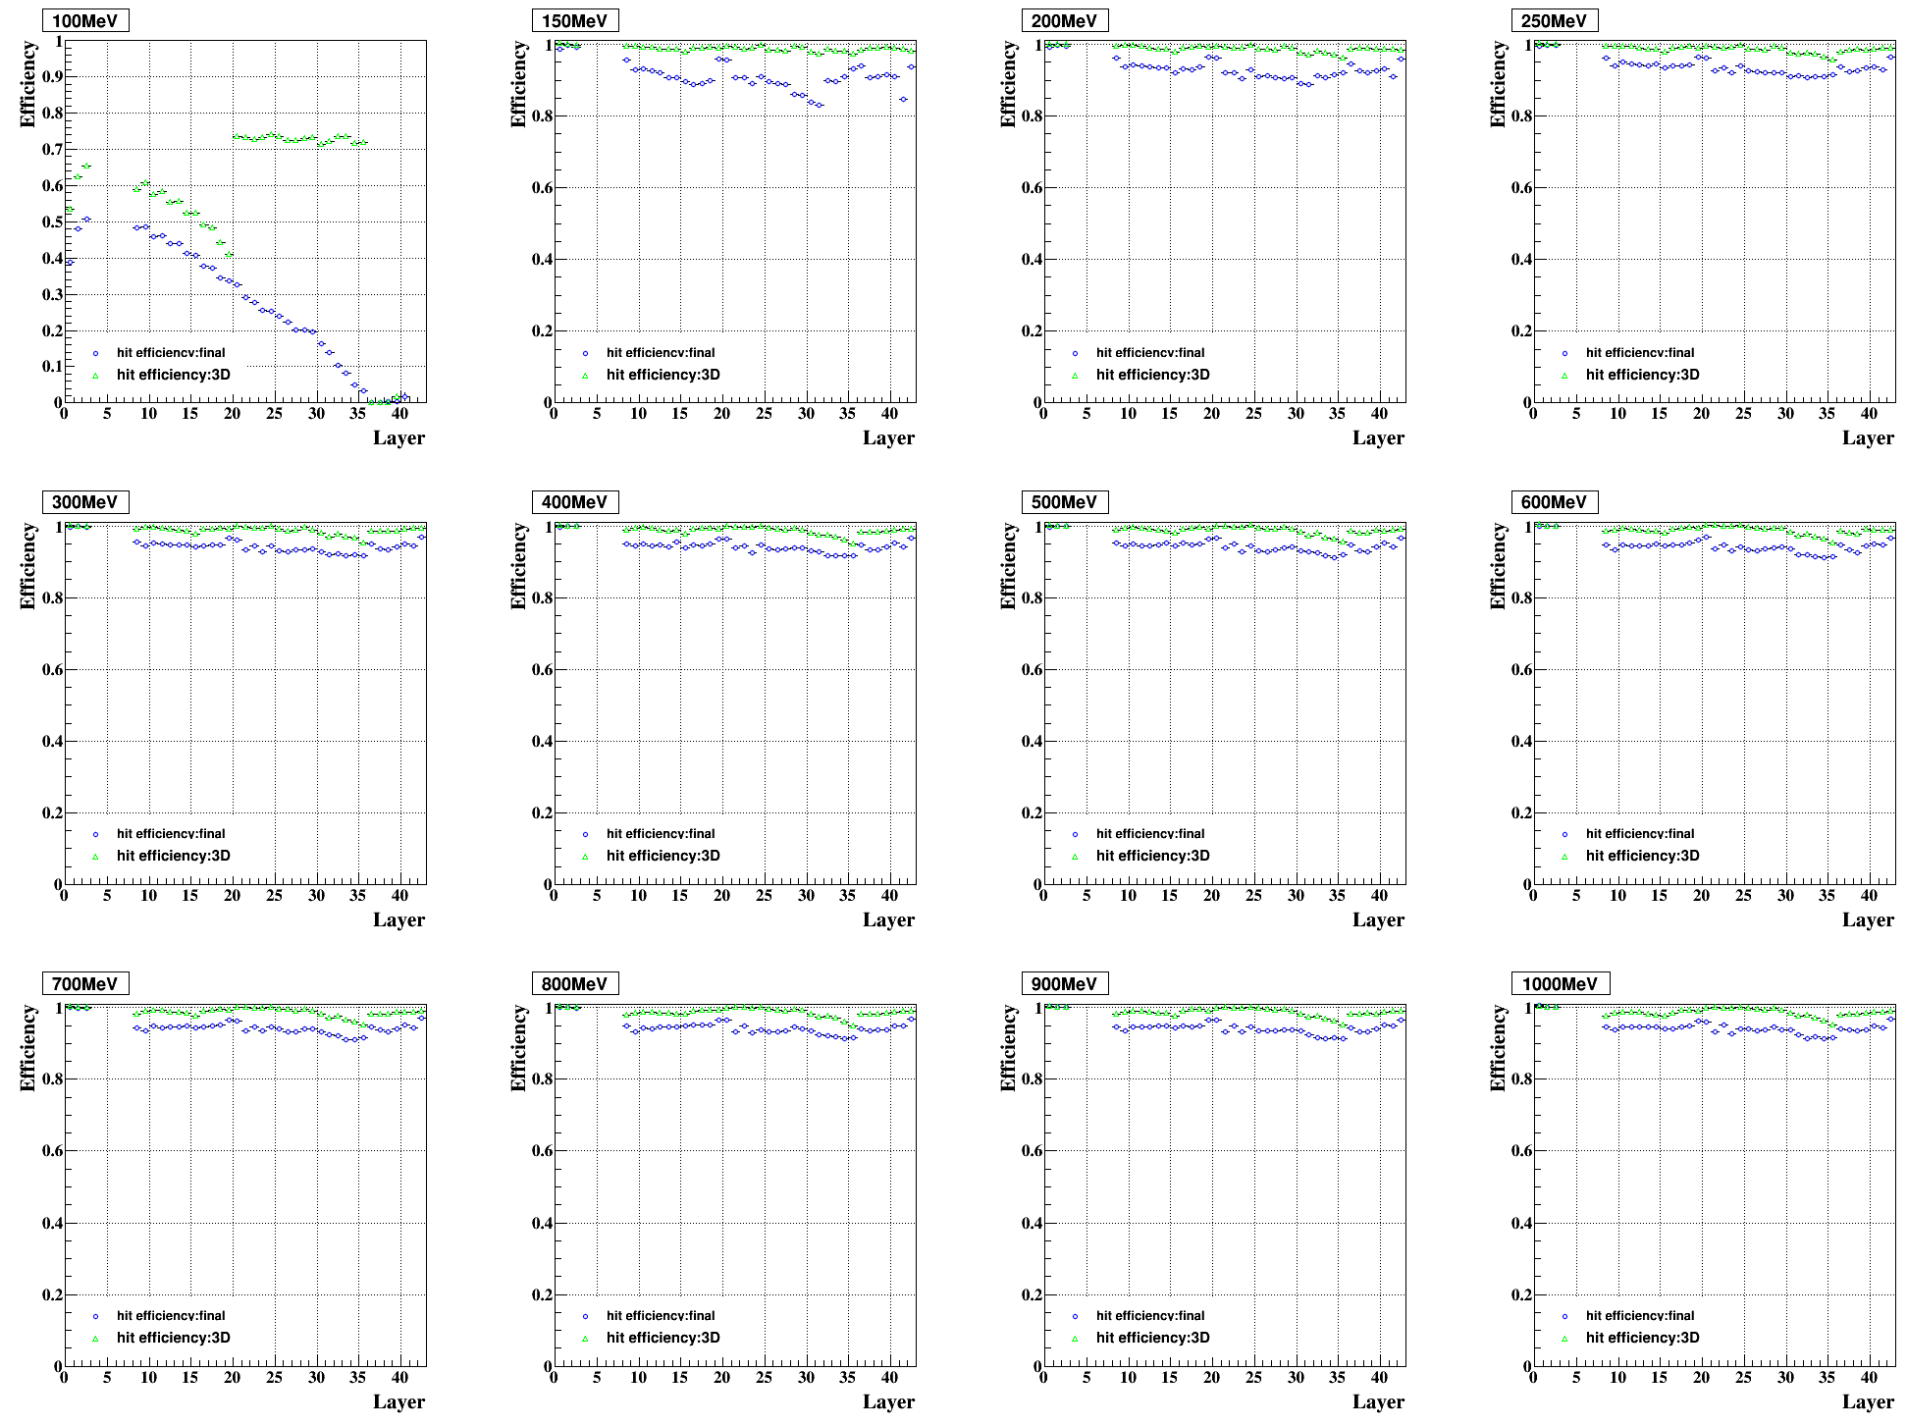 100MeV
Efficiency
1
0.9
0.8
0.7
0.6
0.5
0.4
0.3
0.2
0.1
0
hit efficiency:final
hit efficiency:3D
0 5 10 15 20 25 30 35 40
Layer
150MeV
Efficiency
1
0.8
0.6
0.4
0.2
0
hit efficiency:final
hit efficiency:3D
0 5 10 15 20 25 30 35 40
Layer
200MeV
Efficiency
1
0.8
0.6
0.4
0.2
0
hit efficiency:final
hit efficiency:3D
0 5 10 15 20 25 30 35 40
Layer
250MeV
Efficiency
1
0.8
0.6
0.4
0.2
0
hit efficiency:final
hit efficiency:3D
0 5 10 15 20 25 30 35 40
Layer
300MeV
Efficiency
1
0.8
0.6
0.4
0.2
0
hit efficiency:final
hit efficiency:3D
0 5 10 15 20 25 30 35 40
Layer
400MeV
Efficiency
1
0.8
0.6
0.4
0.2
0
hit efficiency:final
hit efficiency:3D
0 5 10 15 20 25 30 35 40
Layer
500MeV
Efficiency
1
0.8
0.6
0.4
0.2
0
hit efficiency:final
hit efficiency:3D
0 5 10 15 20 25 30 35 40
Layer
600MeV
Efficiency
1
0.8
0.6
0.4
0.2
0
hit efficiency:final
hit efficiency:3D
0 5 10 15 20 25 30 35 40
Layer
700MeV
Efficiency
1
0.8
0.6
0.4
0.2
0
hit efficiency:final
hit efficiency:3D
0 5 10 15 20 25 30 35 40
Layer
800MeV
Efficiency
1
0.8
0.6
0.4
0.2
0
hit efficiency:final
hit efficiency:3D
0 5 10 15 20 25 30 35 40
Layer
900MeV
Efficiency
1
0.8
0.6
0.4
0.2
0
hit efficiency:final
hit efficiency:3D
0 5 10 15 20 25 30 35 40
Layer
1000MeV
Efficiency
1
0.8
0.6
0.4
0.2
0
hit efficiency:final
hit efficiency:3D
0 5 10 15 20 25 30 35 40
Layer